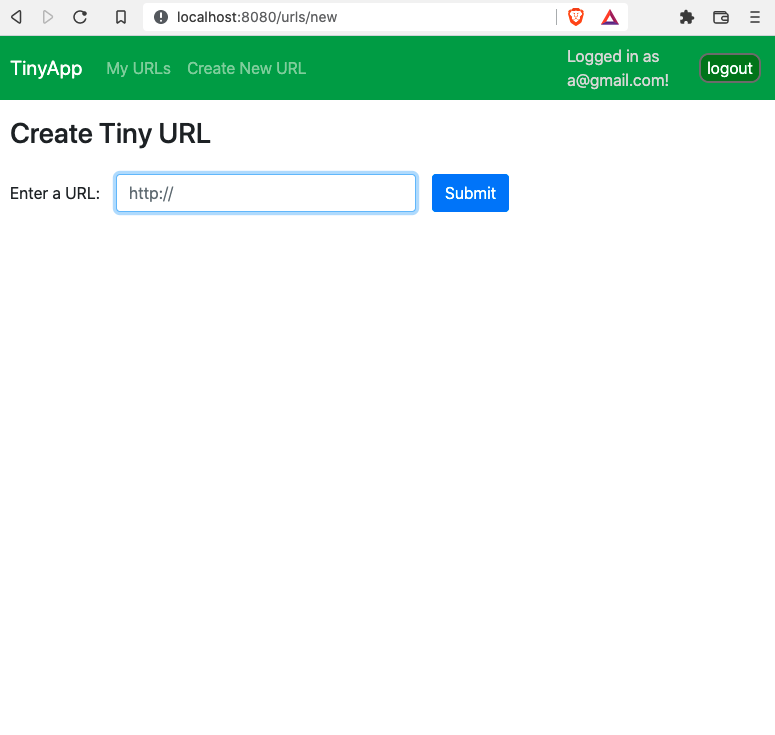 localhost:8080/urls/new
TinyApp My URLs Create New URL
Logged in as
a@gmail.com!
logout
Create Tiny URL
Enter a URL: http:// Submit